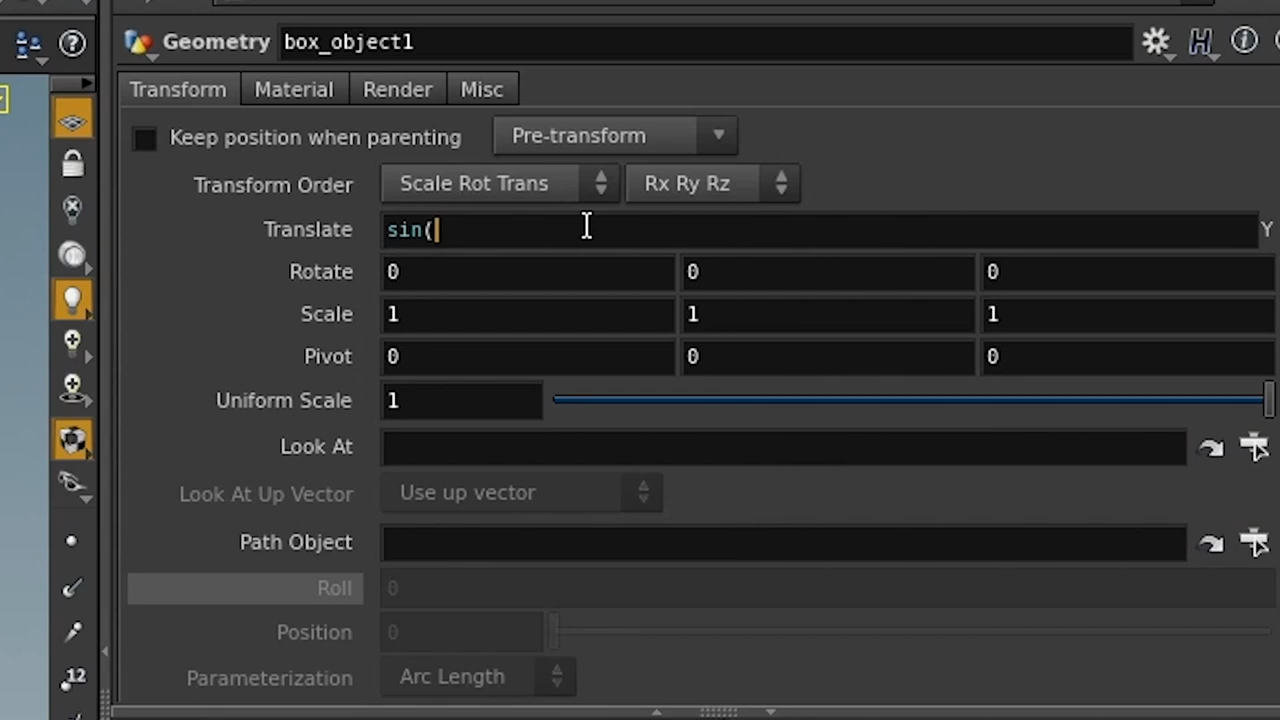 Geometry box_object1
Transform Material Render Misc
Keep position when parenting Pre-transform
Transform Order Scale Rot Trans Rx Ry Rz
Translate sin( Y
Rotate 0 0 0
Scale 1 1 1
Pivot 0 0 0
Uniform Scale 1
Look At
Look At Up Vector Use up vector
Path Object
Roll 0
Position 0
Parameterization Arc Length
12